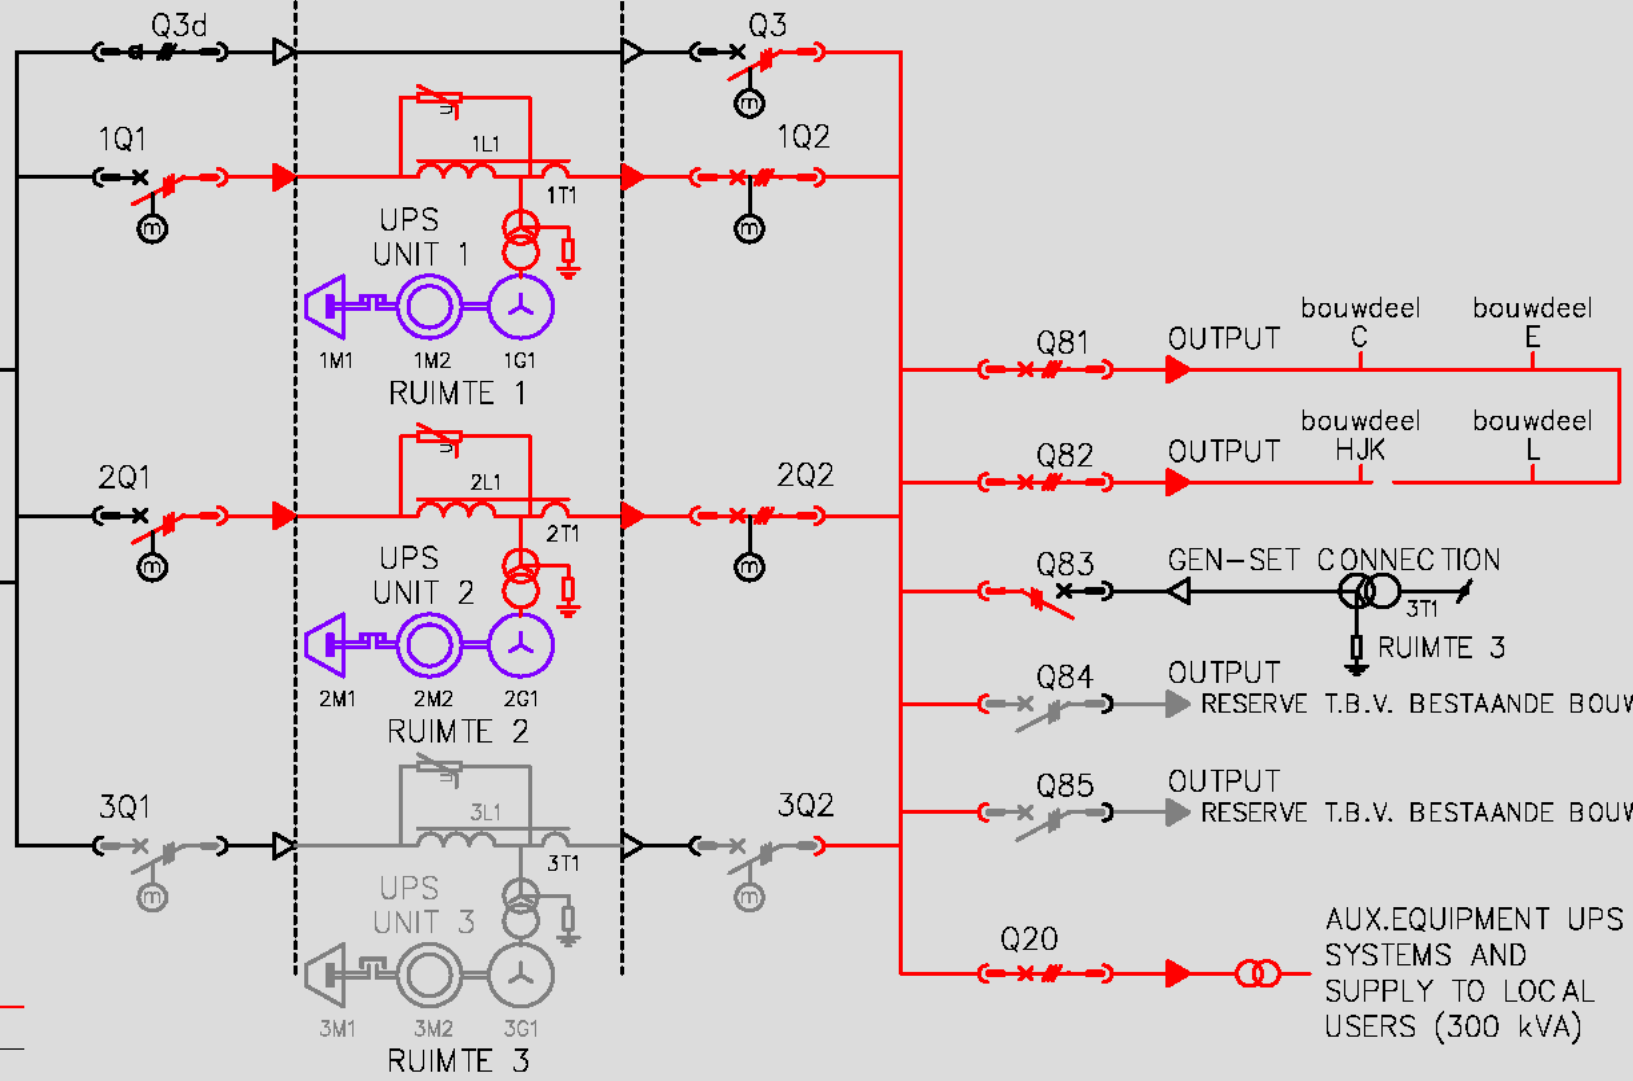 Q3d
Q3
1Q1
1L1
1Q2
1T1
UPS
UNIT 1
m
m
m
1M1
1M2
1G1
RUIMTE 1
Q81
OUTPUT
bouwdeel
C
bouwdeel
E
2Q1
2L1
2Q2
2T1
UPS
UNIT 2
m
m
2M1
2M2
2G1
RUIMTE 2
Q82
OUTPUT
bouwdeel
HJK
bouwdeel
L
Q83
GEN-SET CONNECTION
3T1
RUIMTE 3
Q84
OUTPUT
RESERVE T.B.V. BESTAANDE BOUW
Q85
OUTPUT
RESERVE T.B.V. BESTAANDE BOUW
3Q1
3L1
3Q2
3T1
UPS
UNIT 3
m
m
3M1
3M2
3G1
RUIMTE 3
Q20
AUX.EQUIPMENT UPS
SYSTEMS AND
SUPPLY TO LOCAL
USERS (300 kVA)